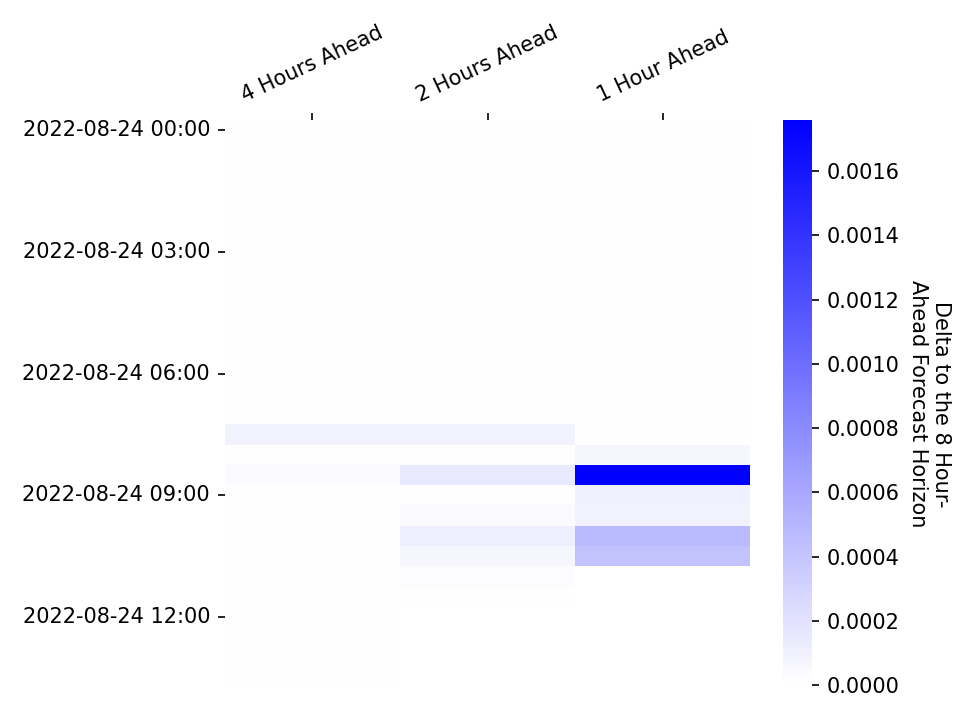 4 Hours Ahead
2 Hours Ahead
1 Hour Ahead
2022-08-24 00:00
2022-08-24 03:00
2022-08-24 06:00
2022-08-24 09:00
2022-08-24 12:00
0.0016
0.0014
0.0012
0.0010
0.0008
0.0006
0.0004
0.0002
0.0000
Delta to the 8 Hour-
Ahead Forecast Horizon